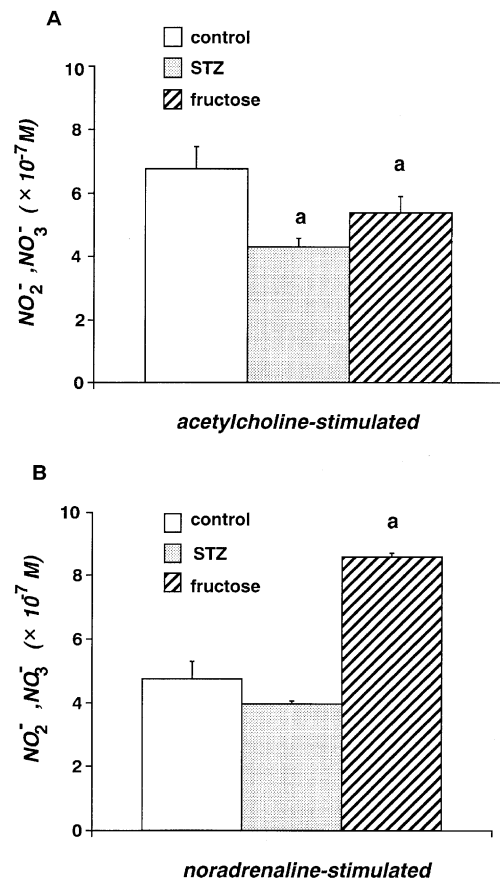 A
control
STZ
fructose
10
8
6
4
2
0
NO2⁻ ,NO3⁻ (× 10⁻⁷ M)
a
a
acetylcholine-stimulated
B
control
STZ
fructose
10
8
6
4
2
0
NO2⁻ ,NO3⁻ (× 10⁻⁷ M)
a
noradrenaline-stimulated